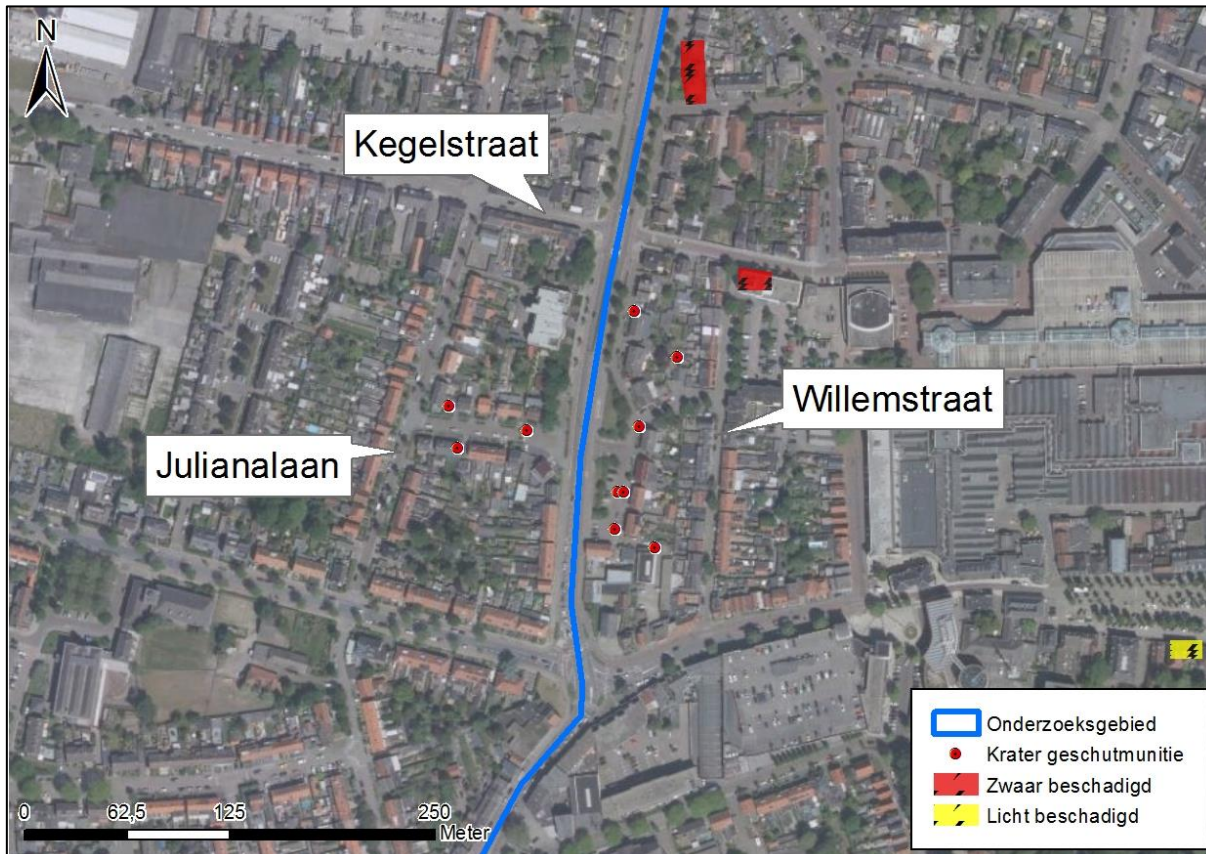 N
Kegelstraat
Willemstraat
Julianalaan
Onderzoeksgebied
Krater geschutmunitie
Zwaar beschadigd
Licht beschadigd
0 62,5 125 250
Meter